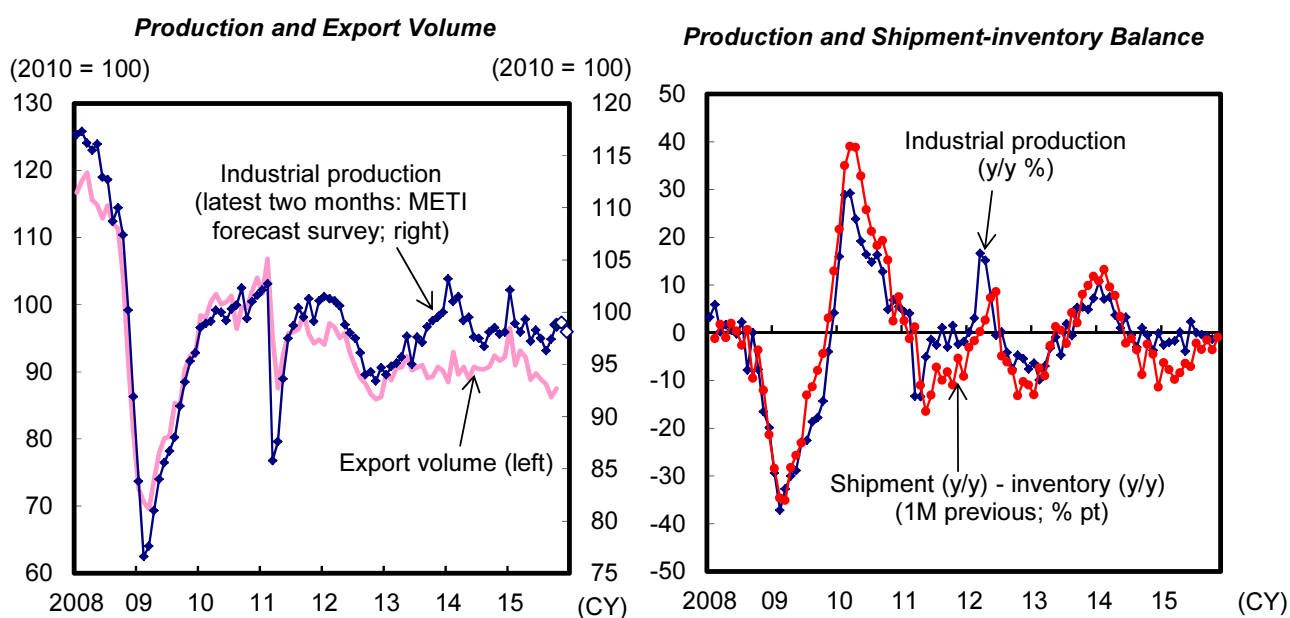 Production and Export Volume
(2010 = 100)
(2010 = 100)
130
120
110
100
90
80
70
60
120
115
110
105
100
95
90
85
80
75
Industrial production
(latest two months: METI
forecast survey; right)
Export volume (left)
2008 09 10 11 12 13 14 15 (CY)
Production and Shipment-inventory Balance
50
40
30
20
10
0
-10
-20
-30
-40
-50
Industrial production
(y/y %)
Shipment (y/y) - inventory (y/y)
(1M previous; % pt)
2008 09 10 11 12 13 14 15 (CY)